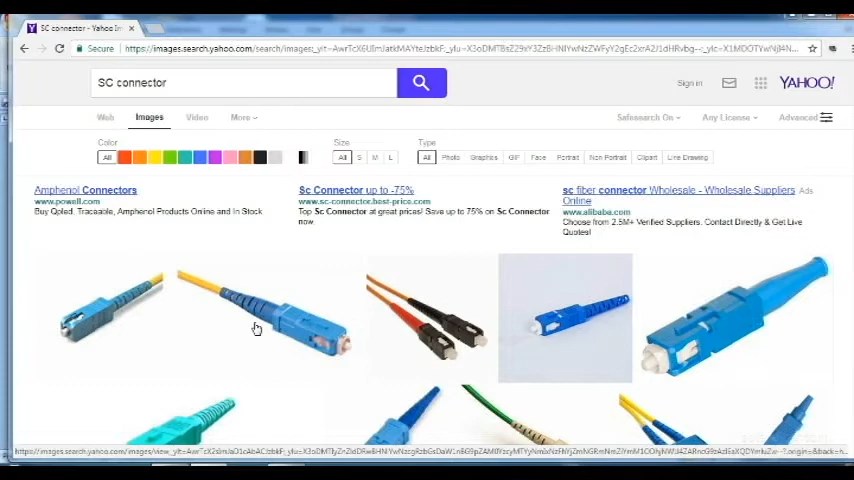 SC connector - Yahoo Im
Secure
SC connector
Sign in
YAHOO!
Web
Images
Video
More
Safesearch On
Any License
Advanced
Color
Size
Type
All
All
S
M
L
All
Photo
Graphics
GIF
Face
Portrait
Non Portrait
Clipart
Line Drawing
Amphenol Connectors
www.powell.com
Buy Qpled, Traceable, Amphenol Products Online and In Stock
Sc Connector up to -75%
www.sc-connector.best-price.com
Top Sc Connector at great prices! Save up to 75% on Sc Connector
now.
sc fiber connector Wholesale - Wholesale Suppliers Ads
Online
www.alibaba.com
Choose from 2.5M+ Verified Suppliers. Contact Directly & Get Live
Quotes!